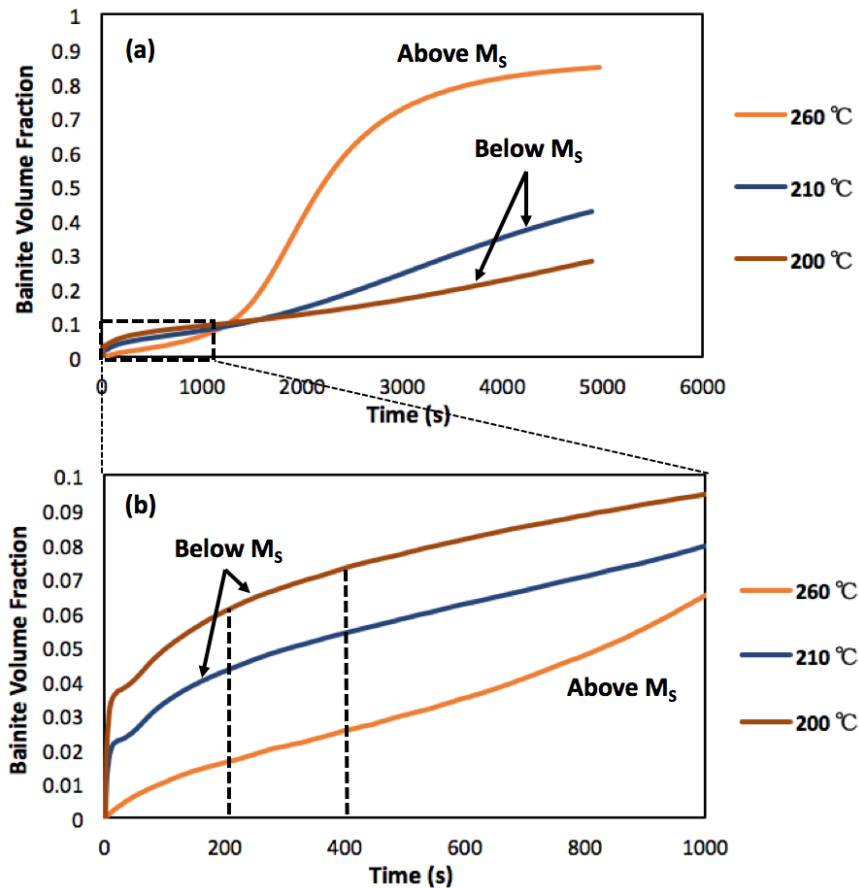 (a)
Above Ms
Below Ms
Bainite Volume Fraction
1
0.9
0.8
0.7
0.6
0.5
0.4
0.3
0.2
0.1
0
0 1000 2000 3000 4000 5000 6000
Time (s)
260 ℃
210 ℃
200 ℃
(b)
Below Ms
Above Ms
Bainite Volume Fraction
0.1
0.09
0.08
0.07
0.06
0.05
0.04
0.03
0.02
0.01
0
0 200 400 600 800 1000
Time (s)
260 ℃
210 ℃
200 ℃